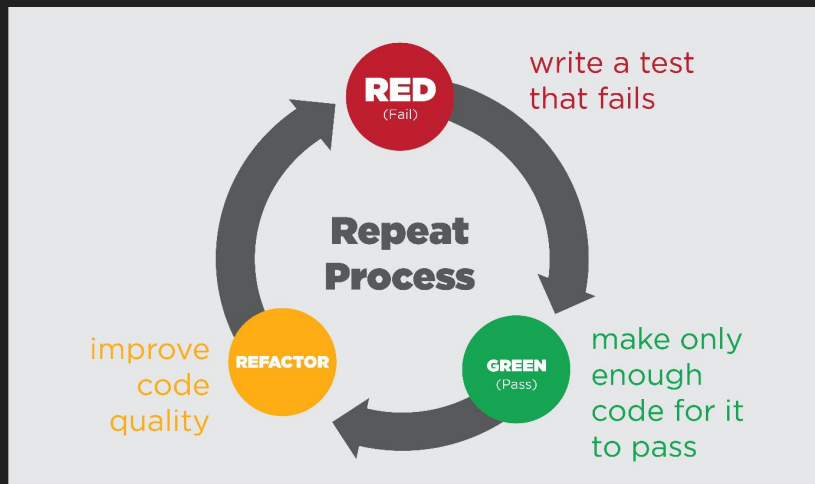 RED
(Fail)
write a test
that fails
Repeat
Process
improve
code
quality
REFACTOR
GREEN
(Pass)
make only
enough
code for it
to pass